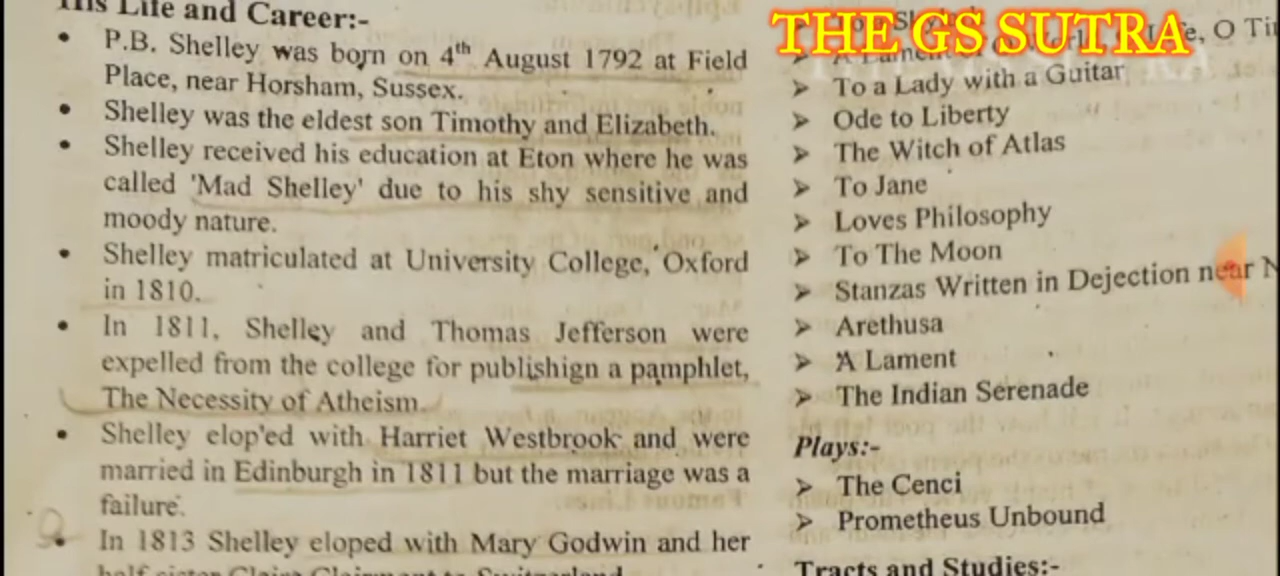 His Life and Career:-
• P.B. Shelley was born on 4th August 1792 at Field
Place, near Horsham, Sussex.
• Shelley was the eldest son Timothy and Elizabeth.
• Shelley received his education at Eton where he was
called 'Mad Shelley' due to his shy sensitive and
moody nature.
• Shelley matriculated at University College, Oxford
in 1810.
• In 1811, Shelley and Thomas Jefferson were
expelled from the college for publishign a pamphlet,
The Necessity of Atheism.
• Shelley elop'ed with Harriet Westbrook and were
married in Edinburgh in 1811 but the marriage was a
failure.
• In 1813 Shelley eloped with Mary Godwin and her
half sister Claire Clairmont to Switzerland
THE GS SUTRA
➢ A Lament O
➢ To a Lady with a Guitar
➢ Ode to Liberty
➢ The Witch of Atlas
➢ To Jane
➢ Loves Philosophy
➢ To The Moon
➢ Stanzas Written in Dejection near
➢ Arethusa
➢ A Lament
➢ The Indian Serenade
Plays:-
➢ The Cenci
➢ Prometheus Unbound
Tracts and Studies:-